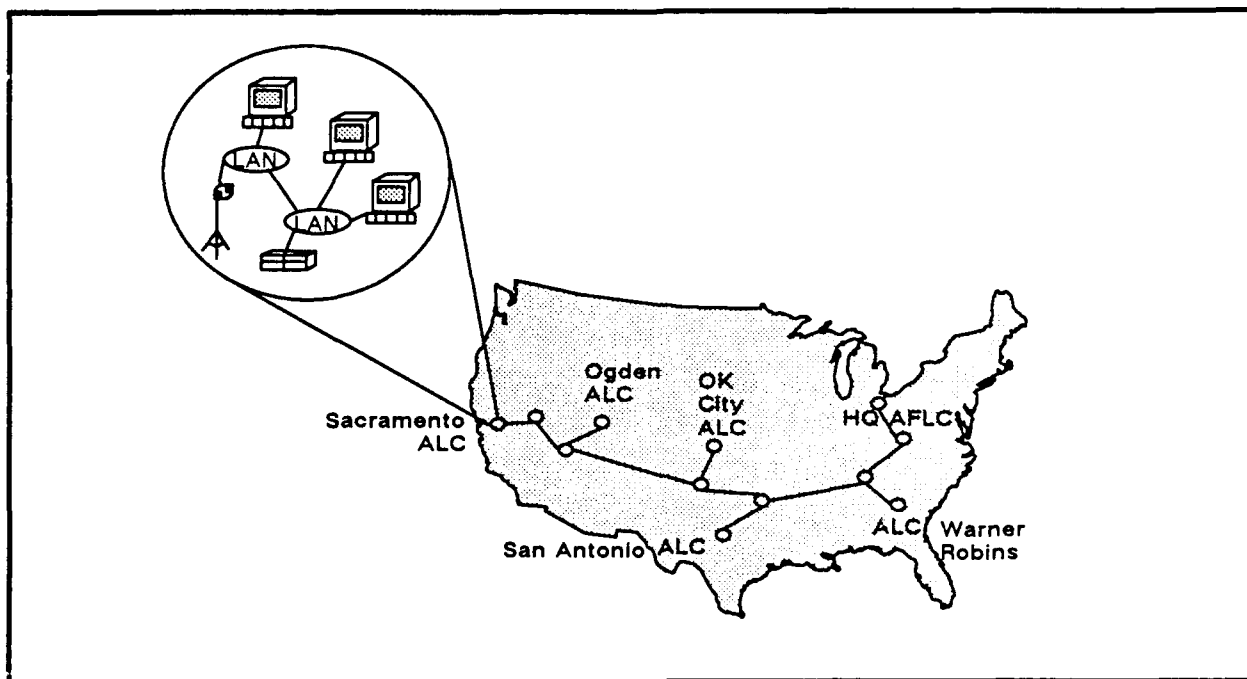 LAN
LAN
Ogden
ALC
OK
City
ALC
Sacramento
ALC
HQ AFLC
San Antonio ALC
ALC Warner
Robins